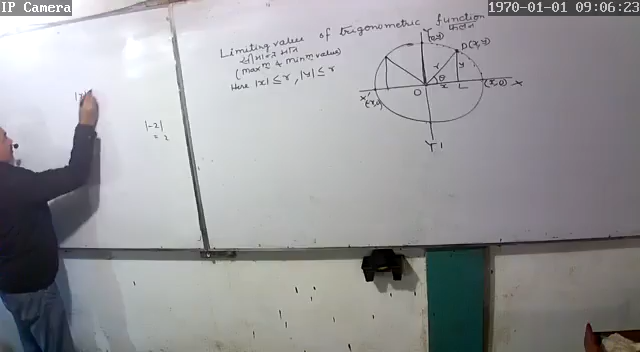 IP Camera
1970-01-01 09:06:23
Limiting value of trigonometric function
(Max^m & Min^m value)
Here |x| ≤ r, |y| ≤ r
|-2|
= 2
Y
P(x, y)
r
y
θ
X'
O
x
L
(r, 0)
X
Y'